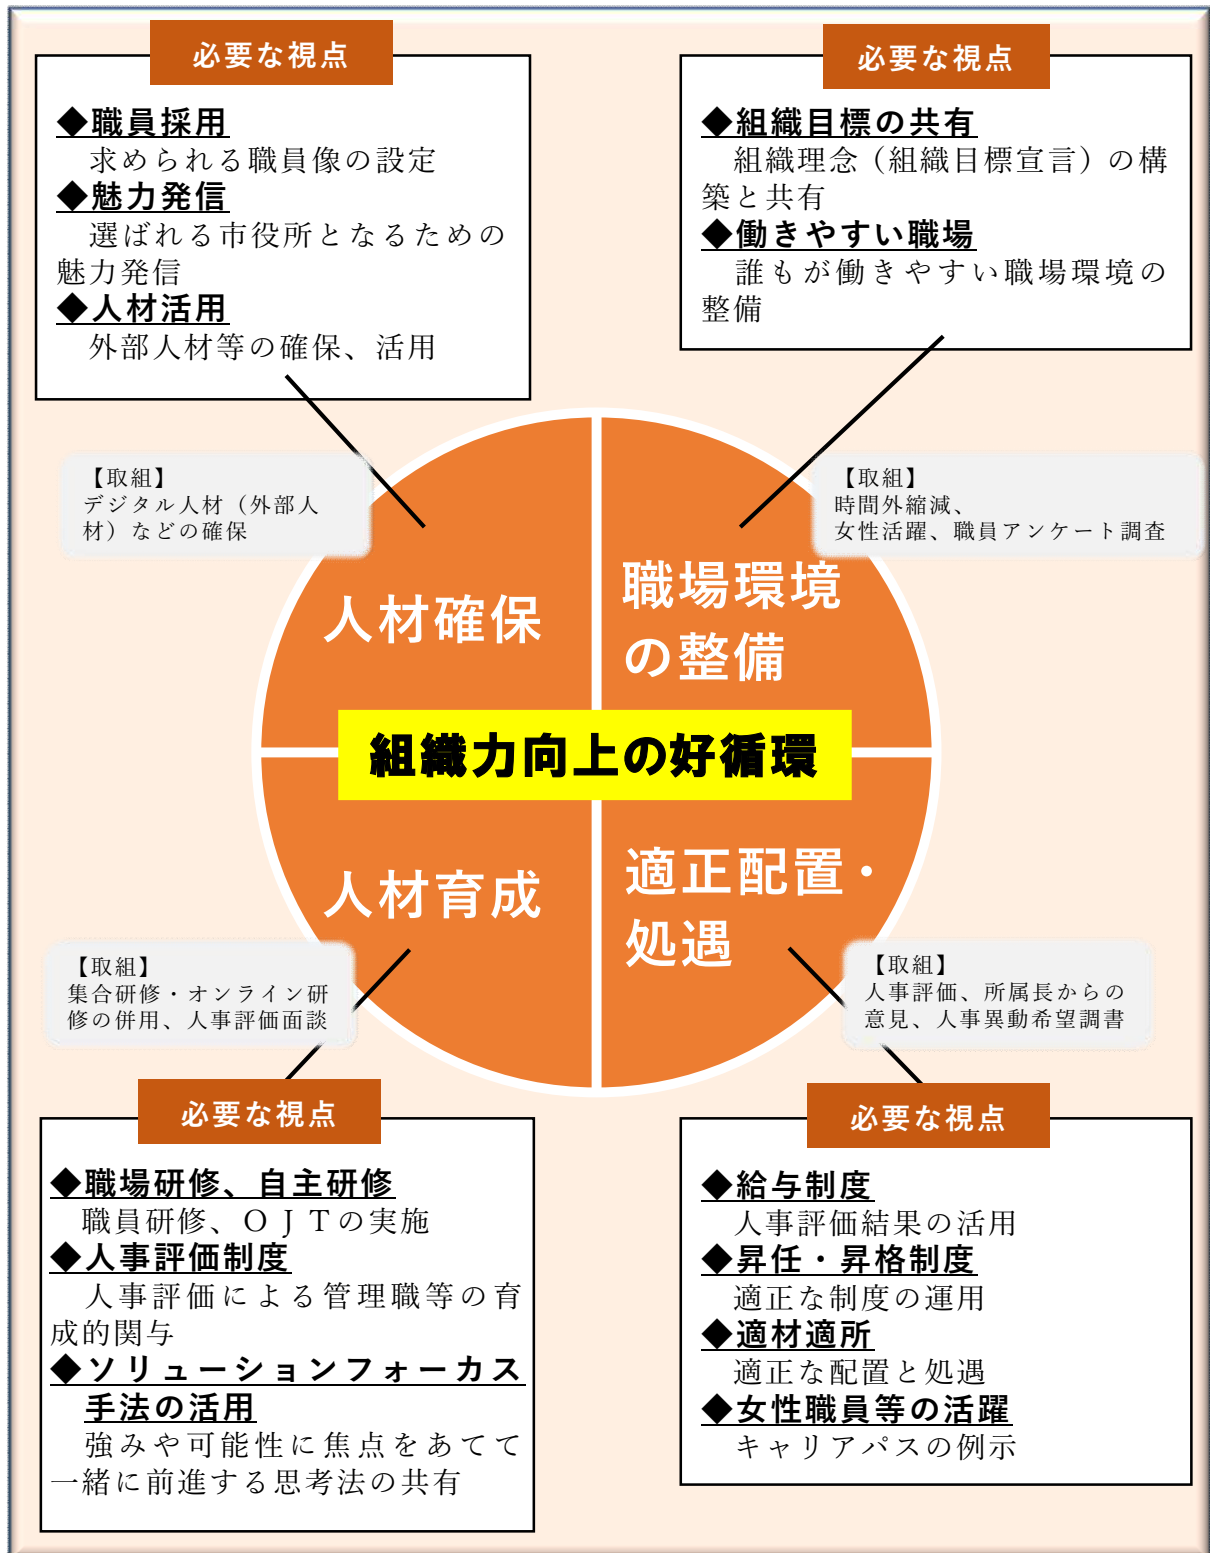 必要な視点
◆職員採用
求められる職員像の設定
◆魅力発信
選ばれる市役所となるための
魅力発信
◆人材活用
外部人材等の確保、活用
必要な視点
◆組織目標の共有
組織理念（組織目標宣言）の構
築と共有
◆働きやすい職場
誰もが働きやすい職場環境の
整備
【取組】
デジタル人材（外部人
材）などの確保
【取組】
時間外縮減、
女性活躍、職員アンケート調査
人材確保
職場環境
の整備
組織力向上の好循環
人材育成
適正配置・
処遇
【取組】
集合研修・オンライン研
修の併用、人事評価面談
【取組】
人事評価、所属長からの
意見、人事異動希望調書
必要な視点
◆職場研修、自主研修
職員研修、ＯＪＴの実施
◆人事評価制度
人事評価による管理職等の育
成的関与
◆ソリューションフォーカス
手法の活用
強みや可能性に焦点をあてて
一緒に前進する思考法の共有
必要な視点
◆給与制度
人事評価結果の活用
◆昇任・昇格制度
適正な制度の運用
◆適材適所
適正な配置と処遇
◆女性職員等の活躍
キャリアパスの例示